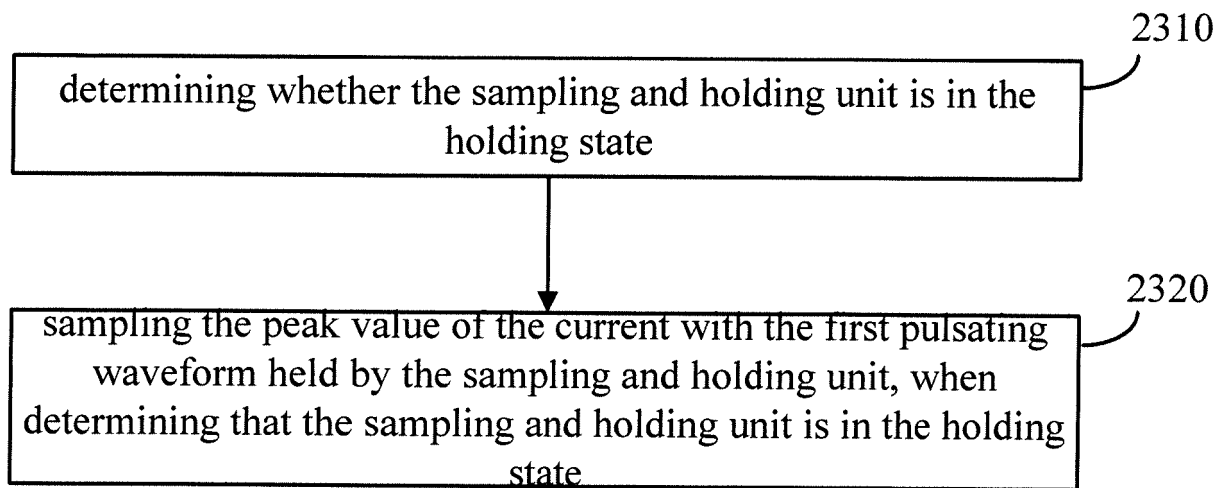 2310
determining whether the sampling and holding unit is in the
holding state
2320
sampling the peak value of the current with the first pulsating
waveform held by the sampling and holding unit, when
determining that the sampling and holding unit is in the holding
state